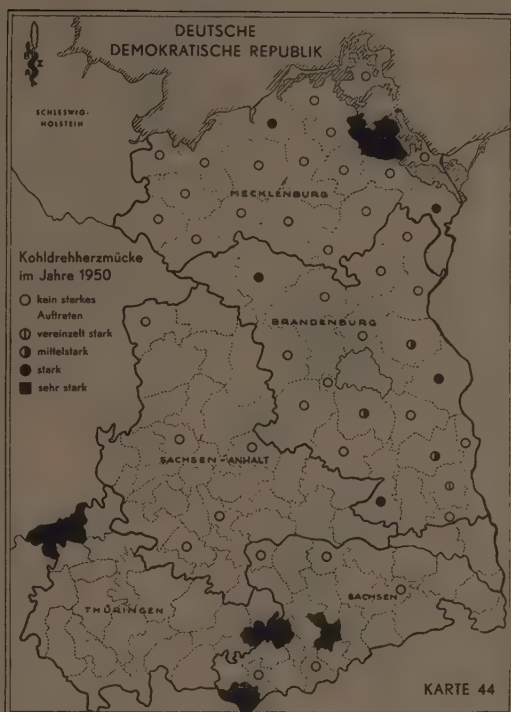 DEUTSCHE
DEMOKRATISCHE REPUBLIK
SCHLESWIG-
HOLSTEIN
MECKLENBURG
Kohldrehherzmücke
im Jahre 1950
kein starkes
Auftreten
vereinzelt stark
mittelstark
stark
sehr stark
BRANDENBURG
SACHSEN-ANHALT
THÜRINGEN
SACHSEN
KARTE 44